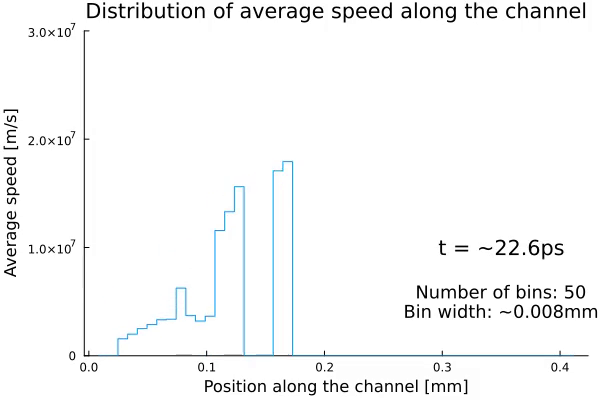 Distribution of average speed along the channel
3.0×10⁷
2.0×10⁷
1.0×10⁷
0
Average speed [m/s]
t = ~22.6ps
Number of bins: 50
Bin width: ~0.008mm
0.0 0.1 0.2 0.3 0.4
Position along the channel [mm]